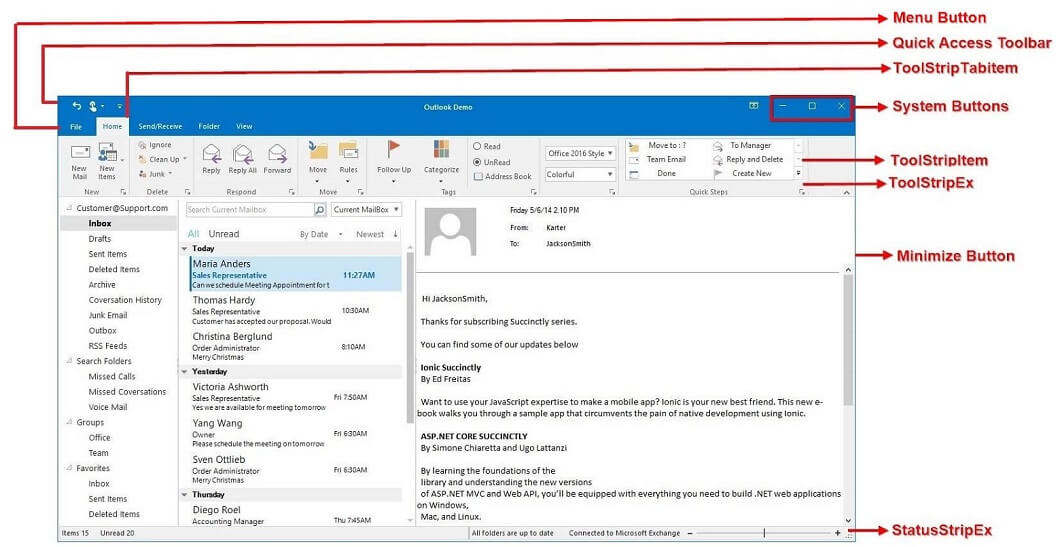 Menu Button
Quick Access Toolbar
ToolStripTabitem
Outlook Demo
System Buttons
File Home Send/Receive Folder View
Ignore
Clean Up
Junk
New Mail
New Items
Reply Reply All Forward
Move Rules
Follow Up Categorize
Read
UnRead
Address Book
Office 2016 Style
Colorful
Move to : ? To Manager
Team Email Reply and Delete
Done Create New
New Delete Respond Move Tags Quick Steps
ToolStripItem
ToolStripEx
Customer@Support.com
Inbox
Drafts
Sent Items
Deleted Items
Archive
Coversation History
Junk Email
Outbox
RSS Feeds
Search Folders
Missed Calls
Missed Coversations
Voice Mail
Groups
Office
Team
Favorites
Inbox
Sent Items
Deleted Items
Search Current Mailbox Current MailBox
All Unread By Date Newest
Today
Maria Anders
Sales Representative 11:27AM
Can we schedule Meeting Appointment for t
Thomas Hardy
Sales Representative 10:30AM
Customer has accepted our proposal. Would
Christina Berglund
Order Administrator 8:10AM
Merry Christmas
Yesterday
Victoria Ashworth
Sales Representative Fri 7:50AM
Yes we are available for meeting tomorrow
Yang Wang
Owner Fri 6:30AM
Please schedule the meeting on tomorrow
Sven Ottlieb
Order Administrator Fri 6:30AM
Merry Christmas
Thursday
Diego Roel
Accounting Manager Thu 7:45AM
Friday 5/6/14 2.10 PM
From: Karter
To: JacksonSmith
Minimize Button
Hi JacksonSmith,
Thanks for subscribing Succinctly series.
You can find some of our updates below
Ionic Succinctly
By Ed Freitas
Want to use your JavaScript expertise to make a mobile app? Ionic is your new best friend. This new e-
book walks you through a sample app that circumvents the pain of native development using Ionic.
ASP.NET CORE SUCCINCTLY
By Simone Chiaretta and Ugo Lattanzi
By learning the foundations of the
library and understanding the new versions
of ASP.NET MVC and Web API, you'll be equipped with everything you need to build .NET web applications
on Windows,
Mac, and Linux.
Items 15 Unread 20 All folders are up to date Connected to Microsoft Exchange
StatusStripEx